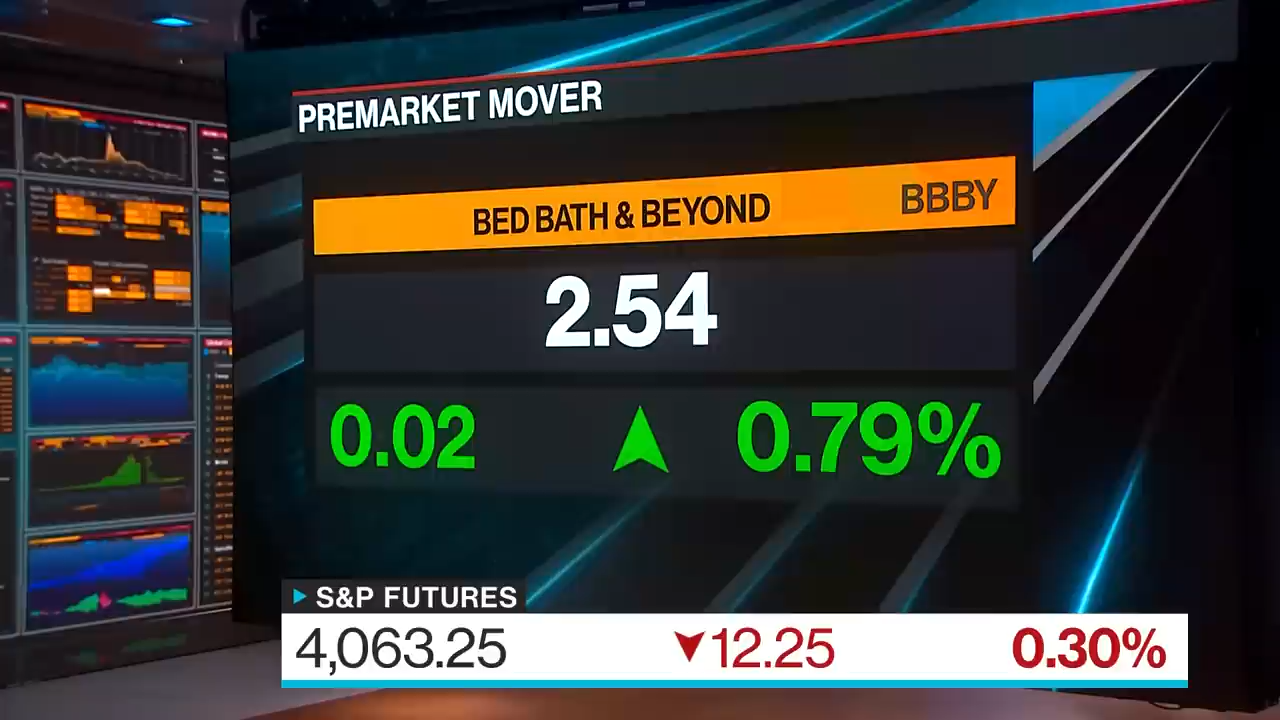 PREMARKET MOVER
BED BATH & BEYOND BBBY
2.54
0.02 ▲ 0.79%
▶ S&P FUTURES
4,063.25 ▼12.25 0.30%